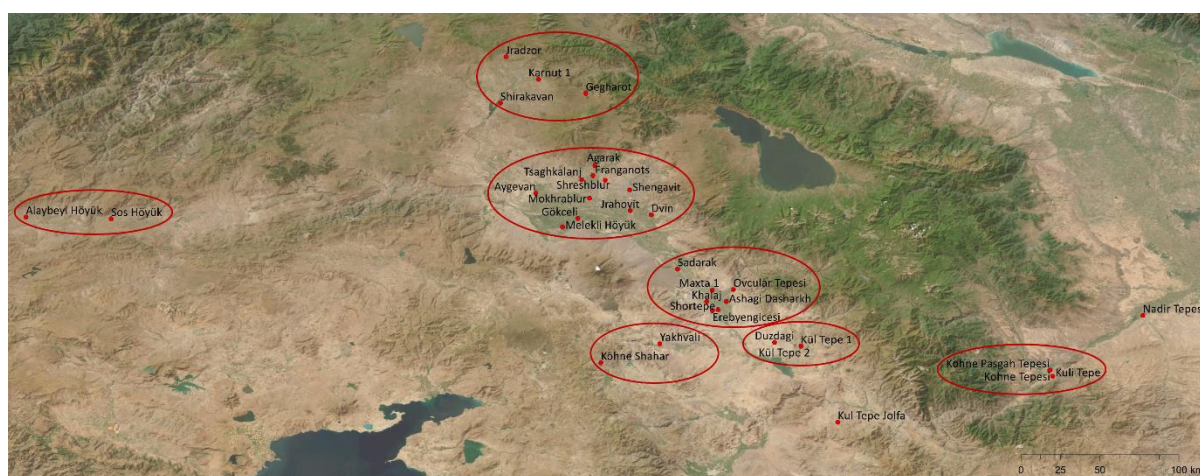 Jradzor
Karnut 1
Gegharot
Shirakavan
Agarak
Tsaghkalanj
Franganots
Shreshblur
Aygevan
Shengavit
Mokhrablur
Jrahovit
Gökceli
Dvin
Melekli Höyük
Alaybeyi Höyük
Sos Höyük
Sadarak
Maxta 1
Ovcular Tepesi
Khalaj
Ashagi Dasharkh
Shortepe
Erebyengicesi
Nadir Tepes
Yakhvali
Köhne Shahar
Duzdagi
Kül Tepe 1
Kül Tepe 2
Kohne Pasgah Tepesi
Kohne Tepesi
Kuli Tepe
Kul Tepe Jolfa
0 25 50 100 km